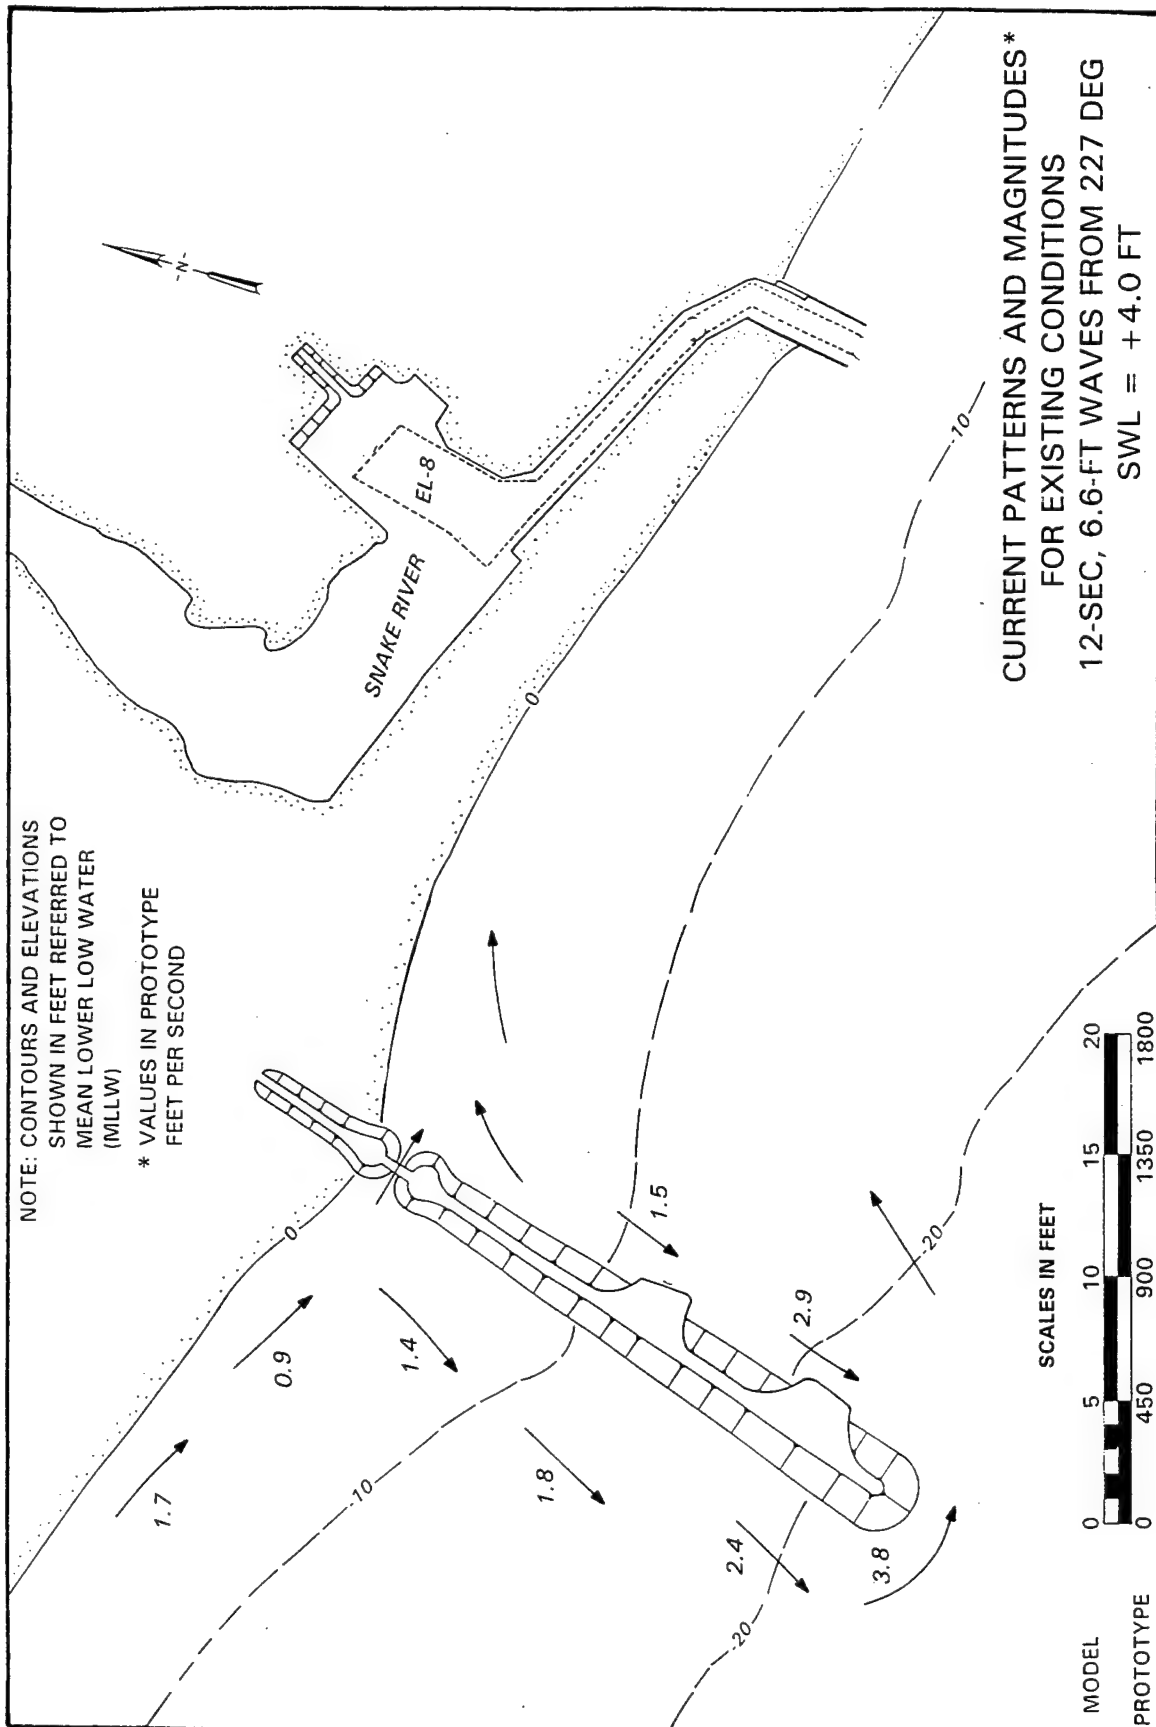 NOTE: CONTOURS AND ELEVATIONS
SHOWN IN FEET REFERRED TO
MEAN LOWER LOW WATER
(MLLW)
* VALUES IN PROTOTYPE
FEET PER SECOND
-N-
SNAKE RIVER
EL-8
0
0
1.7
0.9
1.4
-10
1.8
1.5
-10
2.4
2.9
-20
-20
3.8
CURRENT PATTERNS AND MAGNITUDES*
FOR EXISTING CONDITIONS
12-SEC, 6.6-FT WAVES FROM 227 DEG
SWL = +4.0 FT
SCALES IN FEET
MODEL 0 5 10 15 20
PROTOTYPE 0 450 900 1350 1800